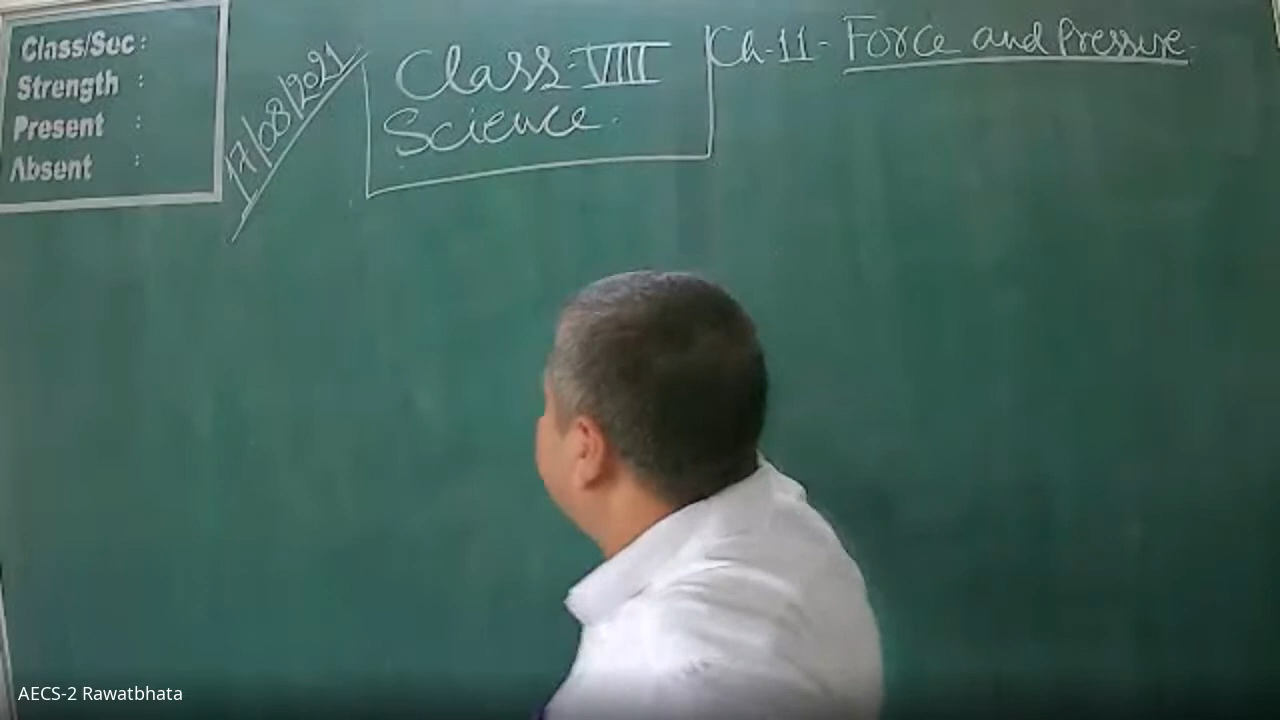 Class/Sec :
Strength :
Present :
Absent :
17/08/2021
Class-VIII
Science.
Ch-11- Force and Pressure.
AECS-2 Rawatbhata